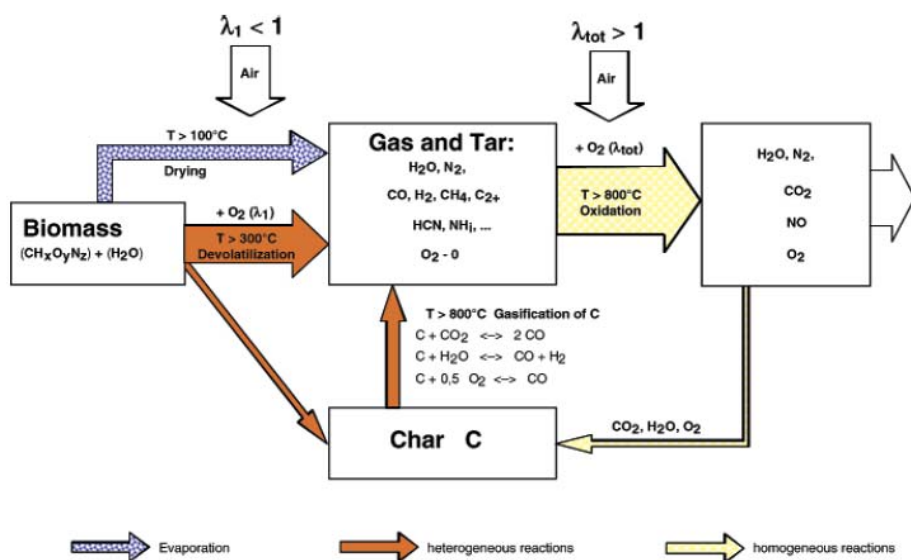 λ₁ < 1
Air
λtot > 1
Air
T > 100°C
Drying
Biomass
(CHₓOyNz) + (H₂O)
+ O₂ (λ₁)
T > 300°C
Devolatilization
Gas and Tar:
H₂O, N₂,
CO, H₂, CH₄, C₂₊
HCN, NHᵢ, ...
O₂ - 0
+ O₂ (λtot)
T > 800°C
Oxidation
H₂O, N₂,
CO₂
NO
O₂
T > 800°C Gasification of C
C + CO₂ <-> 2 CO
C + H₂O <-> CO + H₂
C + 0,5 O₂ <-> CO
Char C
CO₂, H₂O, O₂
Evaporation
heterogeneous reactions
homogeneous reactions